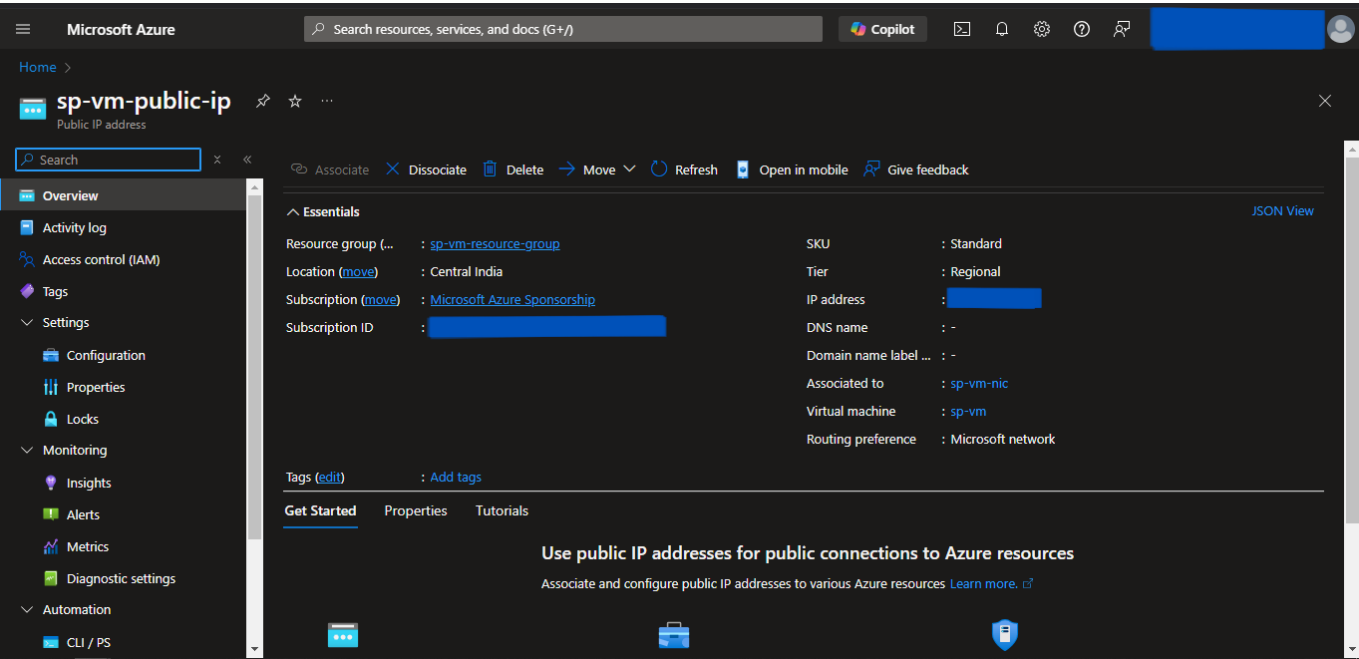 Microsoft Azure
Search resources, services, and docs (G+/)
Copilot
Home >
sp-vm-public-ip
Public IP address
Search
Associate Dissociate Delete Move Refresh Open in mobile Give feedback
Overview
Activity log
Access control (IAM)
Tags
Settings
Configuration
Properties
Locks
Monitoring
Insights
Alerts
Metrics
Diagnostic settings
Automation
CLI / PS
Essentials
JSON View
Resource group (... : sp-vm-resource-group
Location (move) : Central India
Subscription (move) : Microsoft Azure Sponsorship
Subscription ID :
SKU : Standard
Tier : Regional
IP address :
DNS name : -
Domain name label ... : -
Associated to : sp-vm-nic
Virtual machine : sp-vm
Routing preference : Microsoft network
Tags (edit) : Add tags
Get Started Properties Tutorials
Use public IP addresses for public connections to Azure resources
Associate and configure public IP addresses to various Azure resources Learn more.